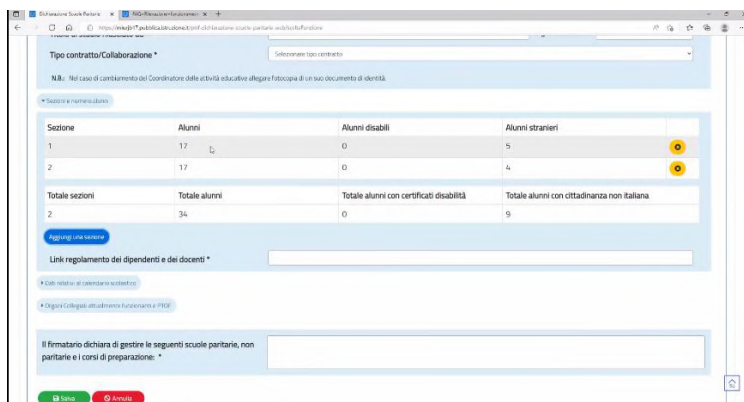 Dichiarazione Scuole Paritarie
Tipo contratto/Collaborazione *
Selezionare tipo contratto
N.B.: Nel caso di cambiamento del Coordinatore delle attività educative allegare fotocopia di un suo documento di identità.
Sezioni e numero alunni
Sezione Alunni Alunni disabili Alunni stranieri
1 17 0 5
2 17 0 4
Totale sezioni Totale alunni Totale alunni con certificati disabilità Totale alunni con cittadinanza non italiana
2 34 0 9
Aggiungi una sezione
Link regolamento dei dipendenti e dei docenti *
Dati relativi al calendario scolastico
Organi Collegiali attualmente funzionanti e PTOF
Il firmatario dichiara di gestire le seguenti scuole paritarie, non
paritarie e i corsi di preparazione: *
Salva Annulla